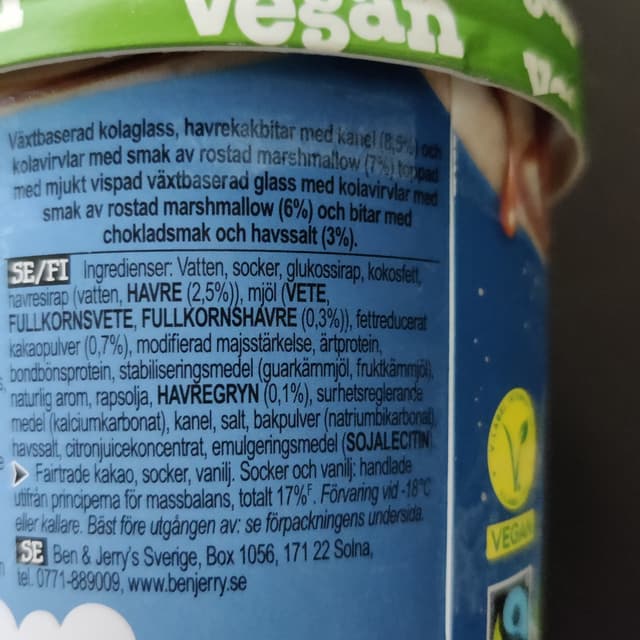 vegan
Växtbaserad kolaglass, havrekakbitar med kanel (8,5%) och
kolavirvlar med smak av rostad marshmallow (7%) toppad
med mjukt vispad växtbaserad glass med kolavirvlar med
smak av rostad marshmallow (6%) och bitar med
chokladsmak och havssalt (3%).
SE/FI Ingredienser: Vatten, socker, glukossirap, kokosfett,
havresirap (vatten, HAVRE (2,5%)), mjöl (VETE,
FULLKORNSVETE, FULLKORNSHAVRE (0,3%)), fettreducerat
kakaopulver (0,7%), modifierad majsstärkelse, ärtprotein,
bondbönsprotein, stabiliseringsmedel (guarkärnmjöl, fruktkärnmjöl),
naturlig arom, rapsolja, HAVREGRYN (0,1%), surhetsreglerande
medel (kalciumkarbonat), kanel, salt, bakpulver (natriumbikarbonat),
havssalt, citronjuicekoncentrat, emulgeringsmedel (SOJALECITIN)
Fairtrade kakao, socker, vanilj. Socker och vanilj: handlade
utifrån principerna för massbalans, totalt 17%F. Förvaring vid -18°C
eller kallare. Bäst före utgången av: se förpackningens undersida.
SE Ben & Jerry's Sverige, Box 1056, 171 22 Solna,
tel. 0771-889009, www.benjerry.se
VEGAN